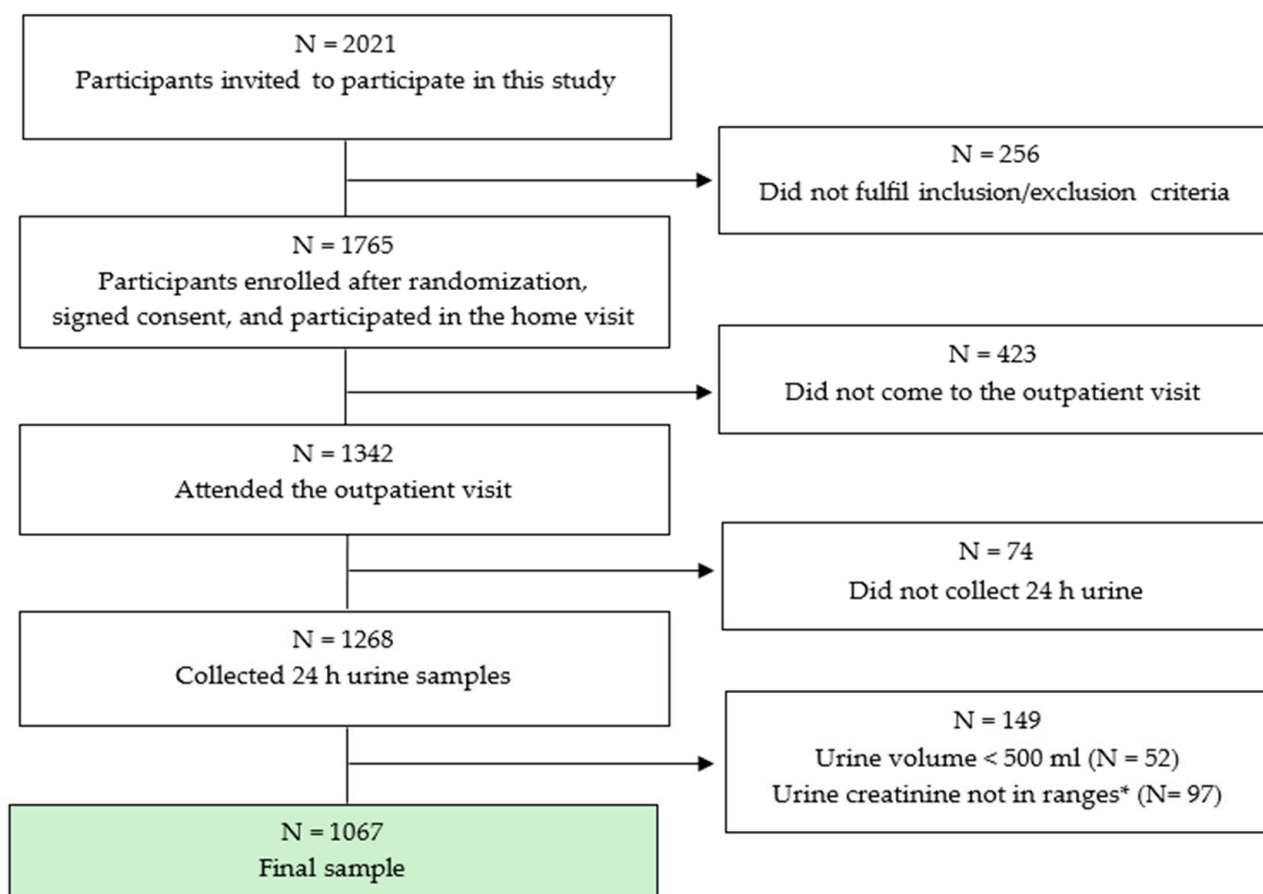 N = 2021
Participants invited to participate in this study
N = 256
Did not fulfil inclusion/exclusion criteria
N = 1765
Participants enrolled after randomization,
signed consent, and participated in the home visit
N = 423
Did not come to the outpatient visit
N = 1342
Attended the outpatient visit
N = 74
Did not collect 24 h urine
N = 1268
Collected 24 h urine samples
N = 149
Urine volume < 500 ml (N = 52)
Urine creatinine not in ranges* (N= 97)
N = 1067
Final sample